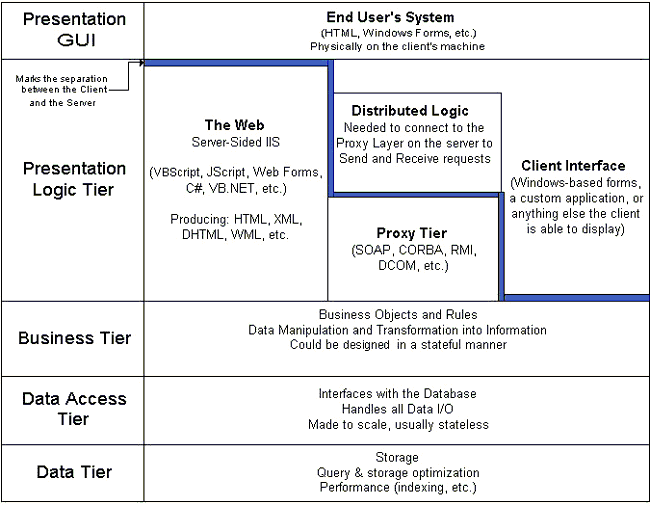 Presentation
GUI
End User's System
(HTML, Windows Forms, etc.)
Physically on the client's machine
Marks the separation
between the Client
and the Server
Presentation
Logic Tier
The Web
Server-Sided IIS
(VBScript, JScript, Web Forms,
C#, VB.NET, etc.)
Producing: HTML, XML,
DHTML, WML, etc.
Distributed Logic
Needed to connect to the
Proxy Layer on the server to
Send and Receive requests
Proxy Tier
(SOAP, CORBA, RMI,
DCOM, etc.)
Client Interface
(Windows-based forms,
a custom application, or
anything else the client
is able to display)
Business Tier
Business Objects and Rules
Data Manipulation and Transformation into Information
Could be designed in a stateful manner
Data Access
Tier
Interfaces with the Database
Handles all Data I/O
Made to scale, usually stateless
Data Tier
Storage
Query & storage optimization
Performance (indexing, etc.)